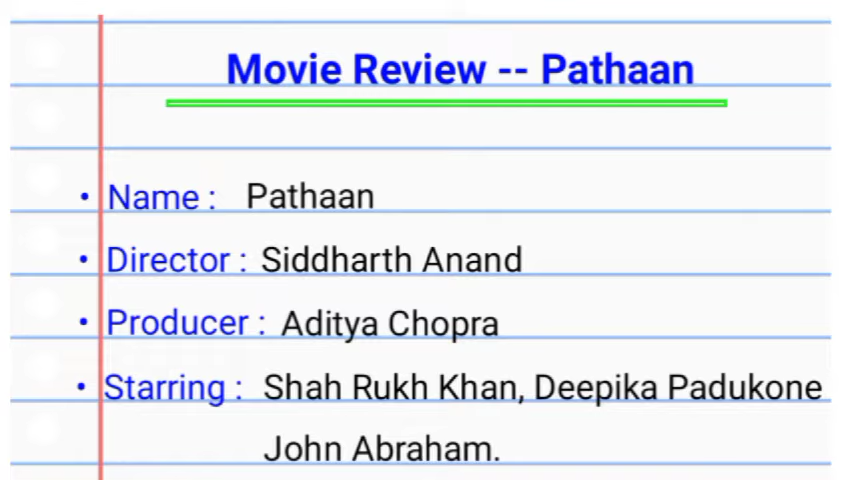 Movie Review -- Pathaan
• Name : Pathaan
• Director : Siddharth Anand
• Producer : Aditya Chopra
• Starring : Shah Rukh Khan, Deepika Padukone
John Abraham.